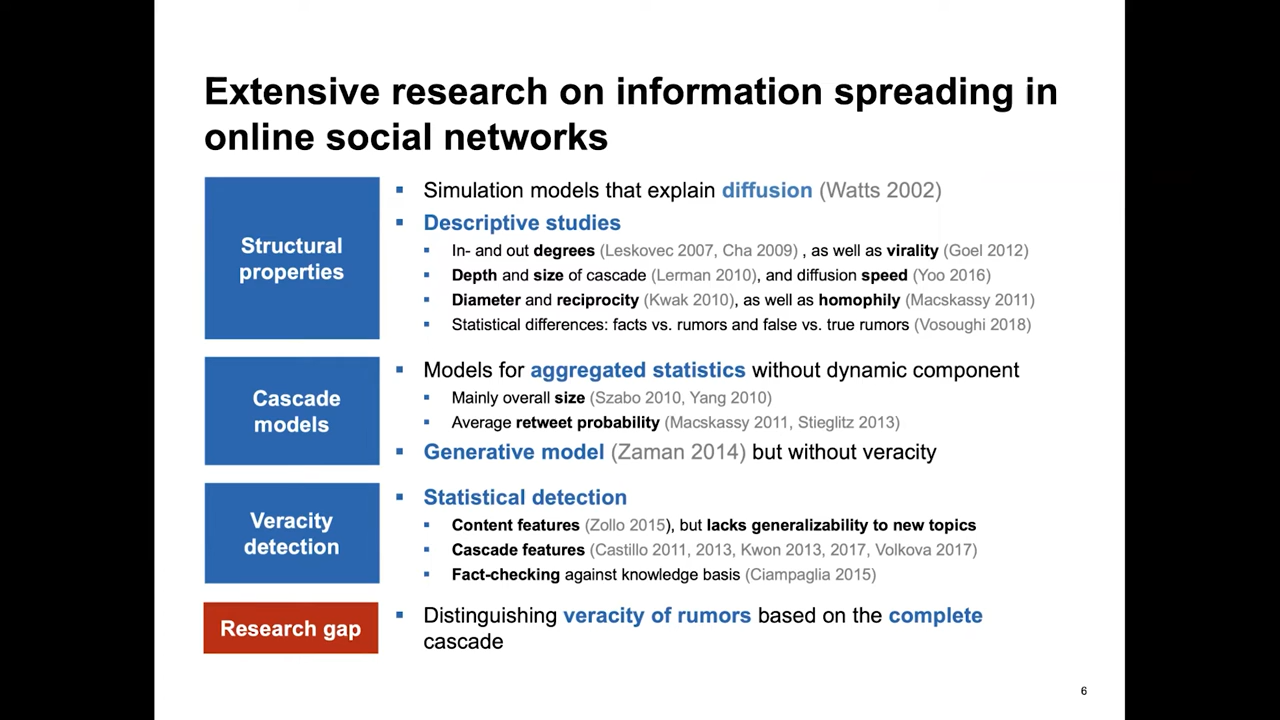 Extensive research on information spreading in
online social networks
Structural
properties
▪ Simulation models that explain diffusion (Watts 2002)
▪ Descriptive studies
▪ In- and out degrees (Leskovec 2007, Cha 2009) , as well as virality (Goel 2012)
▪ Depth and size of cascade (Lerman 2010), and diffusion speed (Yoo 2016)
▪ Diameter and reciprocity (Kwak 2010), as well as homophily (Macskassy 2011)
▪ Statistical differences: facts vs. rumors and false vs. true rumors (Vosoughi 2018)
Cascade
models
▪ Models for aggregated statistics without dynamic component
▪ Mainly overall size (Szabo 2010, Yang 2010)
▪ Average retweet probability (Macskassy 2011, Stieglitz 2013)
▪ Generative model (Zaman 2014) but without veracity
Veracity
detection
▪ Statistical detection
▪ Content features (Zollo 2015), but lacks generalizability to new topics
▪ Cascade features (Castillo 2011, 2013, Kwon 2013, 2017, Volkova 2017)
▪ Fact-checking against knowledge basis (Ciampaglia 2015)
Research gap
▪ Distinguishing veracity of rumors based on the complete
cascade
6